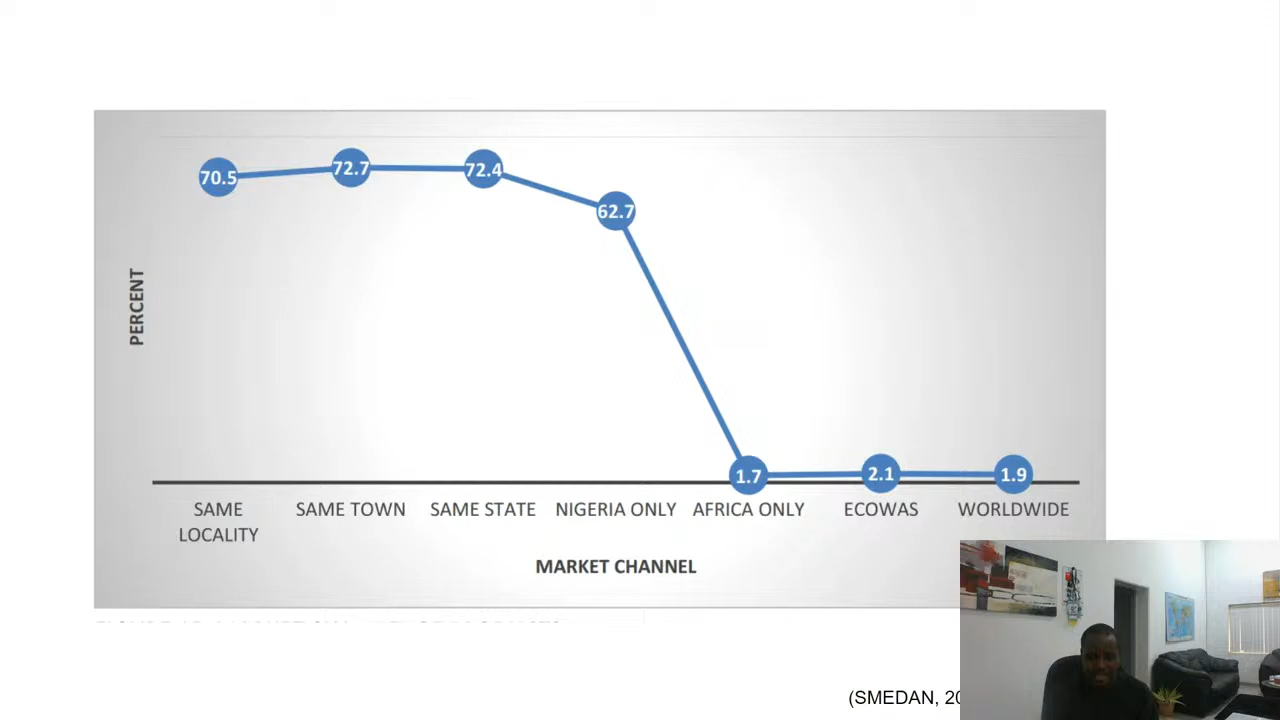 PERCENT
70.5
72.7
72.4
62.7
1.7
2.1
1.9
SAME LOCALITY
SAME TOWN
SAME STATE
NIGERIA ONLY
AFRICA ONLY
ECOWAS
WORLDWIDE
MARKET CHANNEL
(SMEDAN, 20